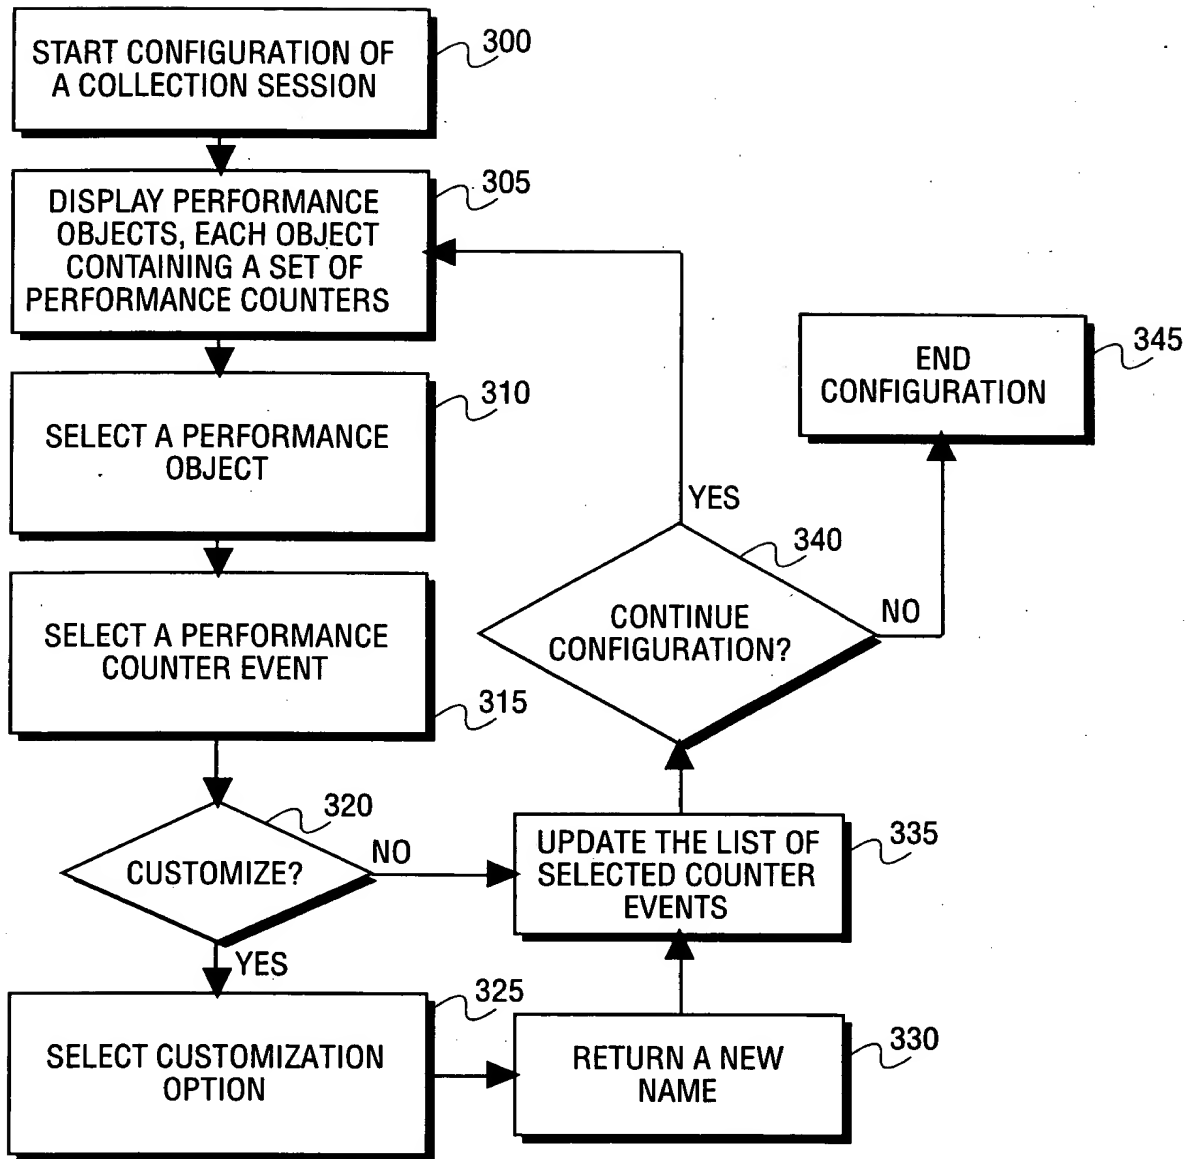 START CONFIGURATION OF
A COLLECTION SESSION
300
DISPLAY PERFORMANCE
OBJECTS, EACH OBJECT
CONTAINING A SET OF
PERFORMANCE COUNTERS
305
SELECT A PERFORMANCE
OBJECT
310
SELECT A PERFORMANCE
COUNTER EVENT
315
CUSTOMIZE?
320
NO
YES
SELECT CUSTOMIZATION
OPTION
325
RETURN A NEW
NAME
330
UPDATE THE LIST OF
SELECTED COUNTER
EVENTS
335
CONTINUE
CONFIGURATION?
340
YES
NO
END
CONFIGURATION
345